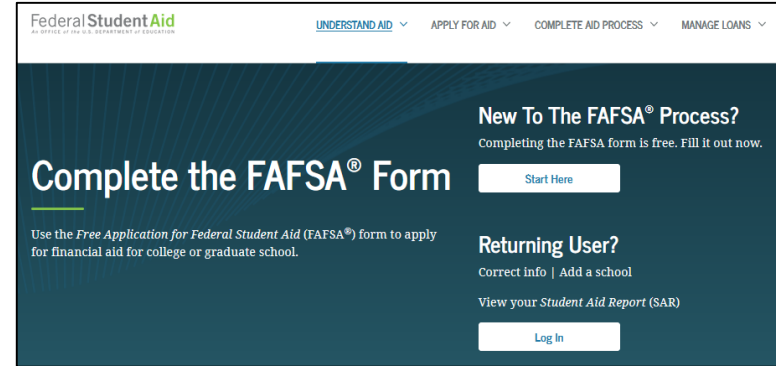 Federal Student Aid
An OFFICE of the U.S. DEPARTMENT of EDUCATION
UNDERSTAND AID
APPLY FOR AID
COMPLETE AID PROCESS
MANAGE LOANS
Complete the FAFSA® Form
Use the Free Application for Federal Student Aid (FAFSA®) form to apply
for financial aid for college or graduate school.
New To The FAFSA® Process?
Completing the FAFSA form is free. Fill it out now.
Start Here
Returning User?
Correct info | Add a school
View your Student Aid Report (SAR)
Log In